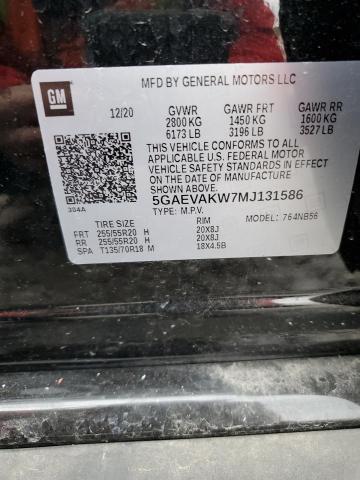 MFD BY GENERAL MOTORS LLC
GM
12/20 GVWR GAWR FRT GAWR RR
2800 KG 1450 KG 1600 KG
6173 LB 3196 LB 3527 LB
THIS VEHICLE CONFORMS TO ALL
APPLICABLE U.S. FEDERAL MOTOR
VEHICLE SAFETY STANDARDS IN EFFECT
ON THE DATE OF MANUFACTURE SHOWN ABOVE.
5GAEVAKW7MJ131586
384A
TYPE: M.P.V. MODEL: 764NB56
TIRE SIZE RIM
FRT 255/55R20 H 20X8J
RR 255/55R20 H 20X8J
SPA T135/70R18 M 18X4.5B